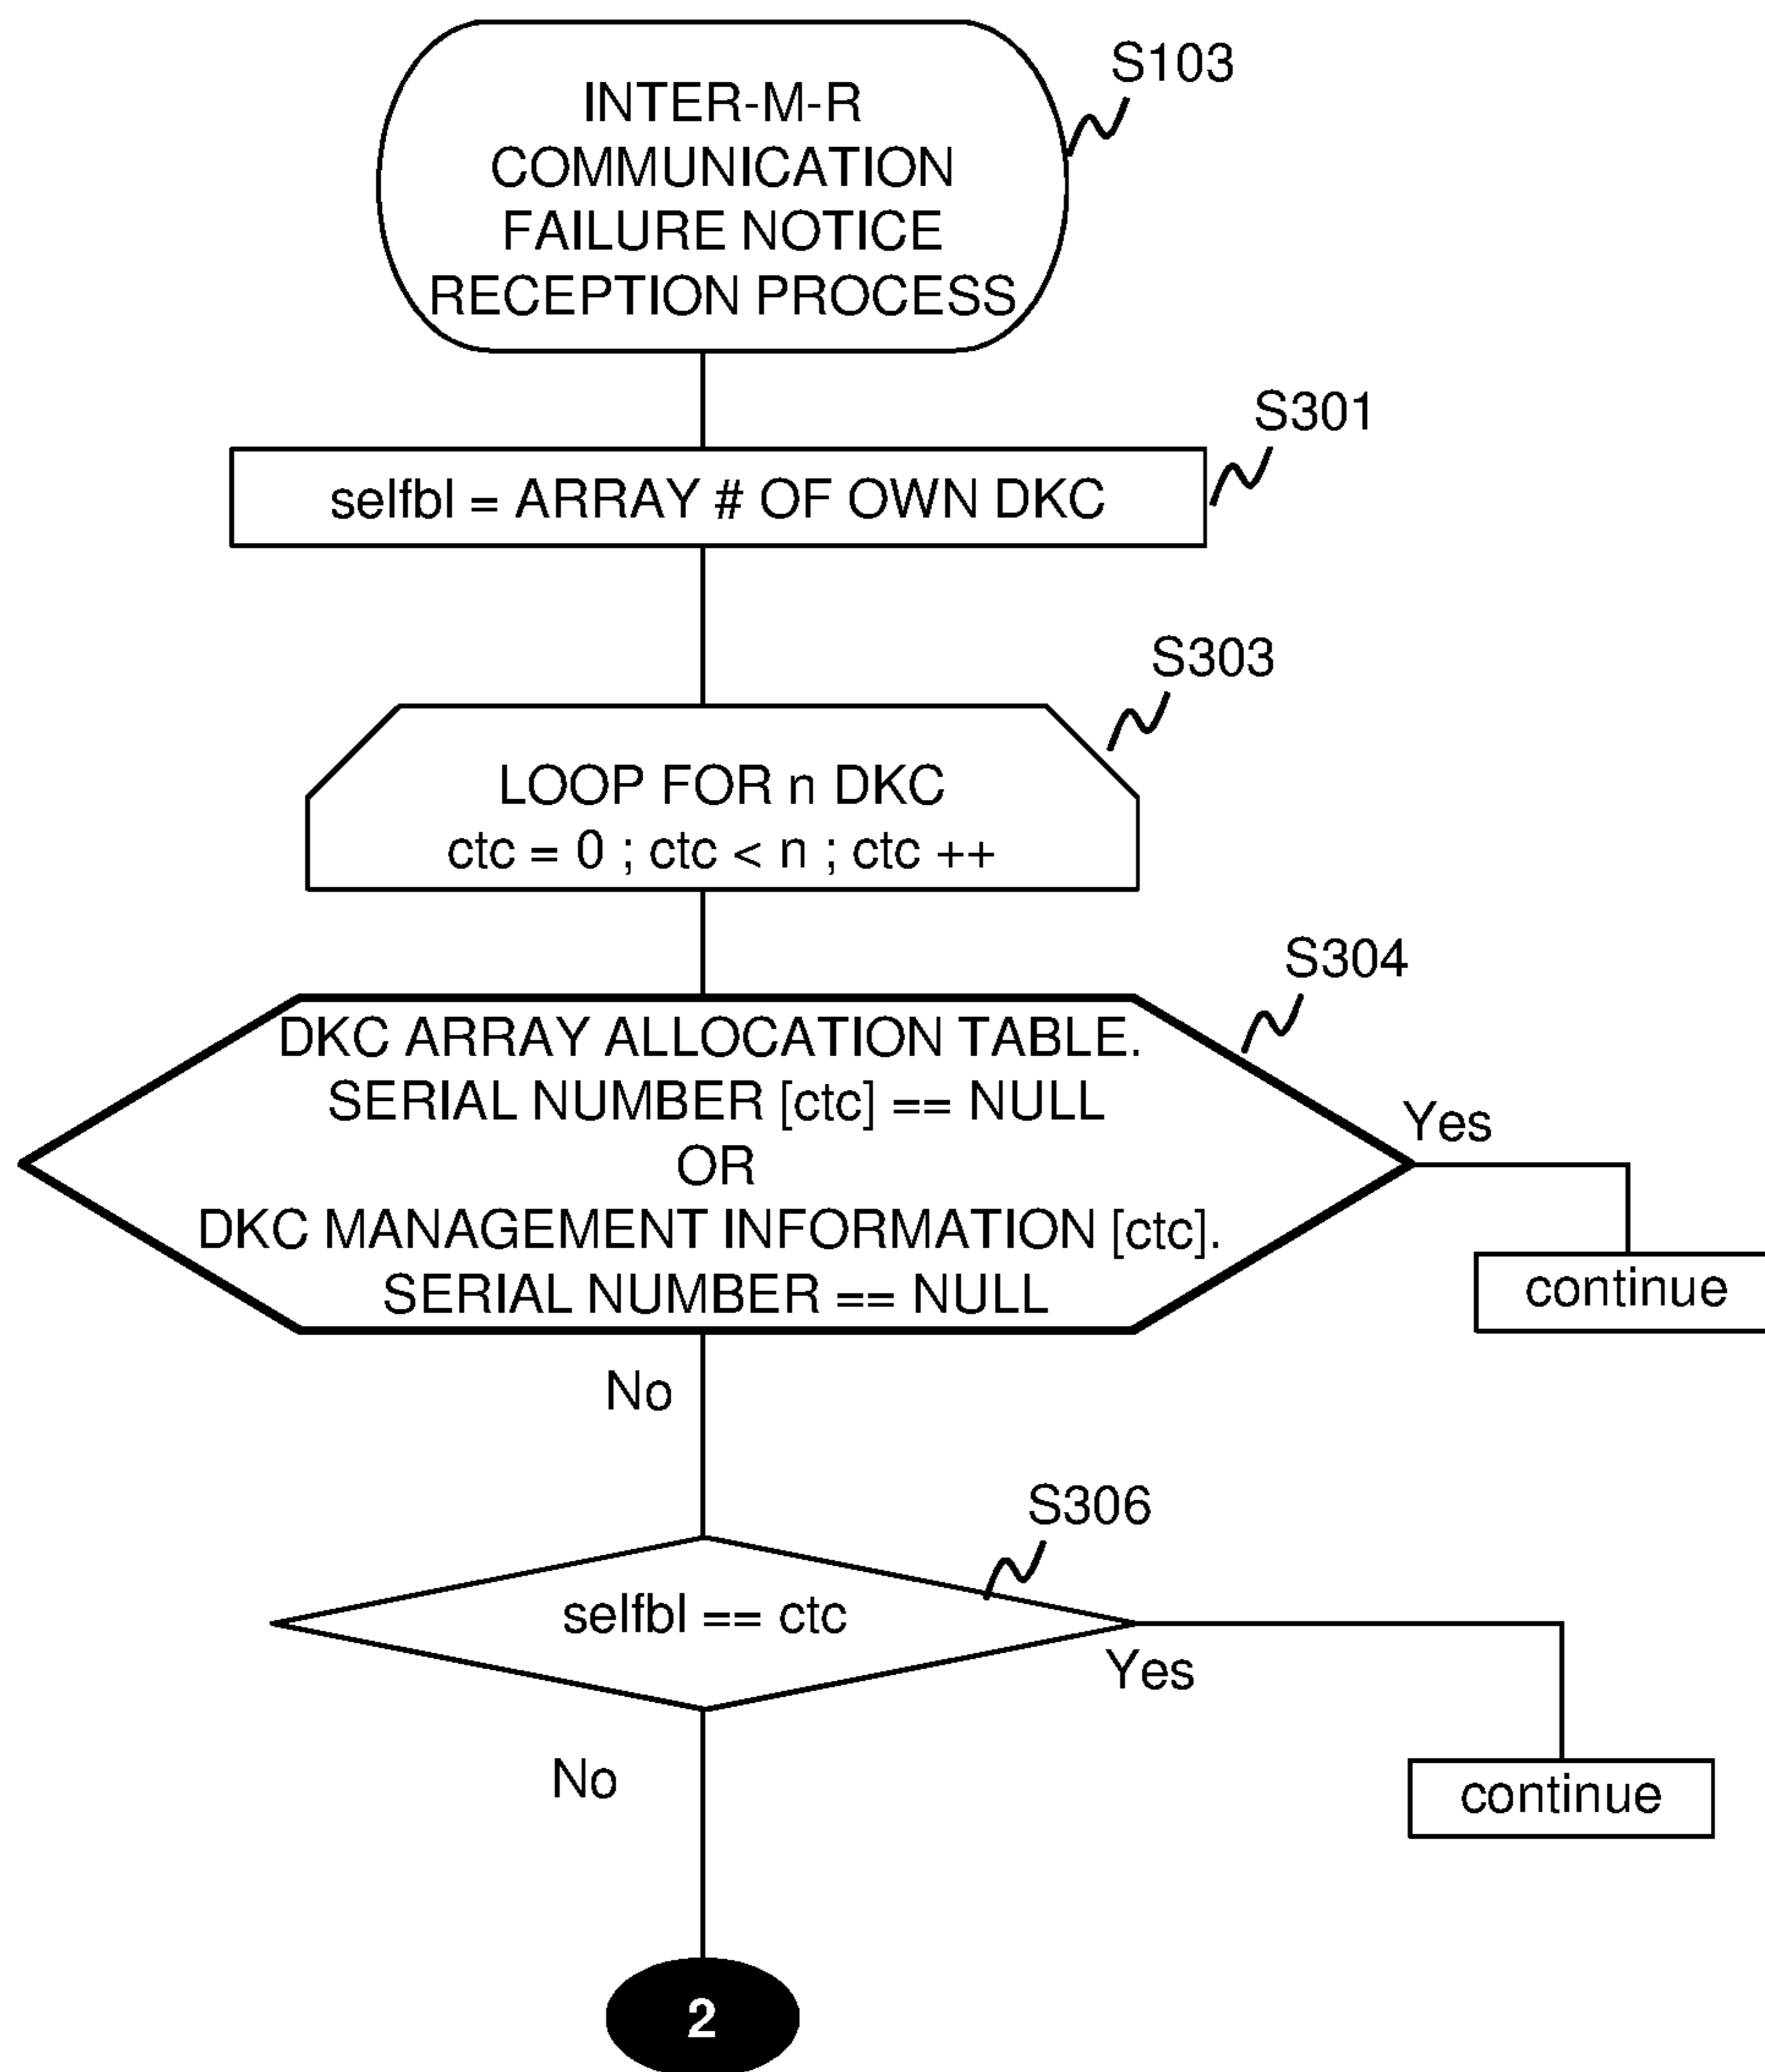 S103
INTER-M-R
COMMUNICATION
FAILURE NOTICE
RECEPTION PROCESS
S301
selfbl = ARRAY # OF OWN DKC
S303
LOOP FOR n DKC
ctc = 0 ; ctc < n ; ctc ++
S304
DKC ARRAY ALLOCATION TABLE.
SERIAL NUMBER [ctc] == NULL
OR
DKC MANAGEMENT INFORMATION [ctc].
SERIAL NUMBER == NULL
Yes
continue
No
S306
selfbl == ctc
Yes
continue
No
2